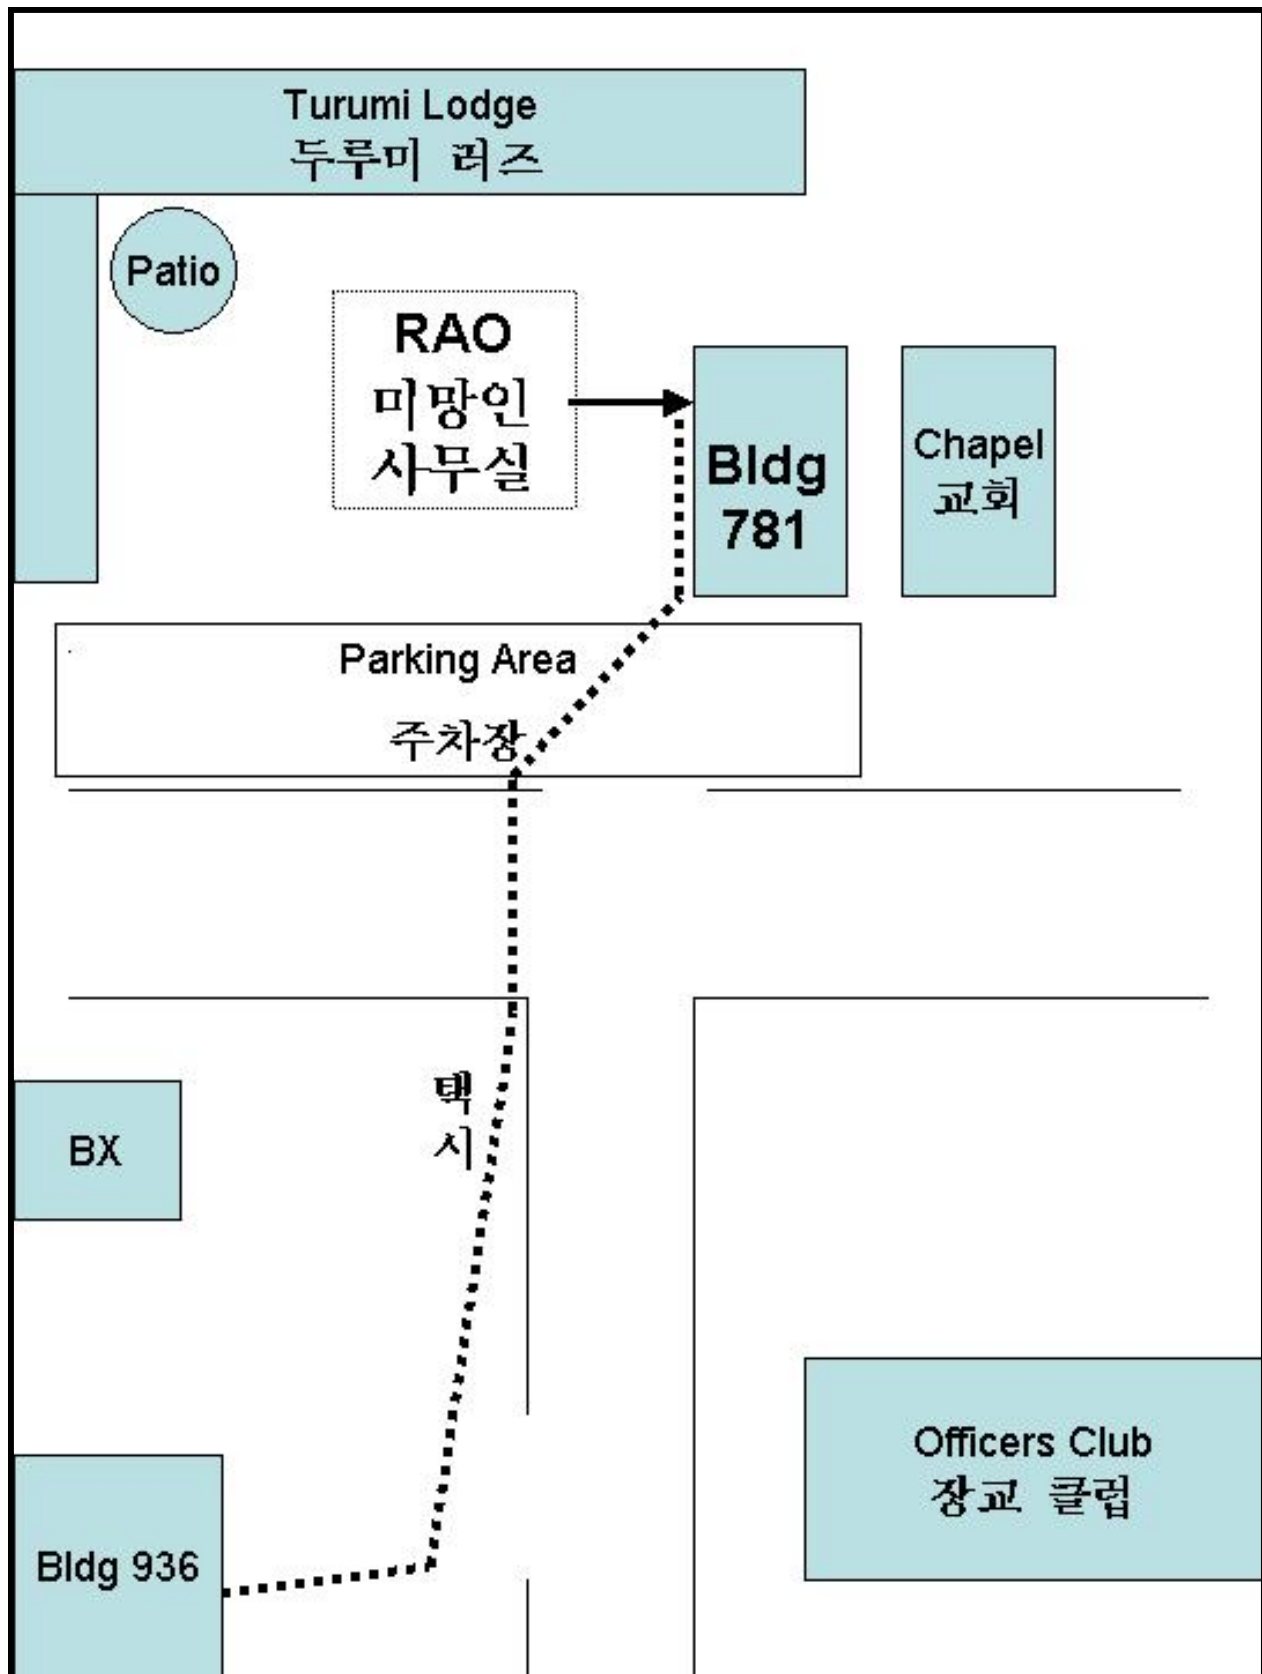 Turumi Lodge
두루미 러즈
Patio
RAO
미망인
사무실
Bldg
781
Chapel
교회
Parking Area
주차장
택
시
BX
Officers Club
장교 클럽
Bldg 936